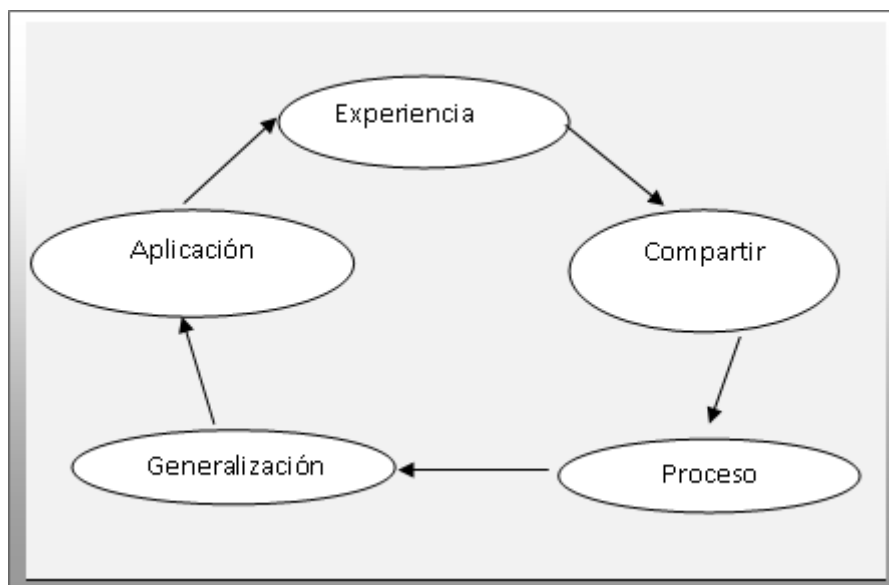 Experiencia
Compartir
Proceso
Generalización
Aplicación